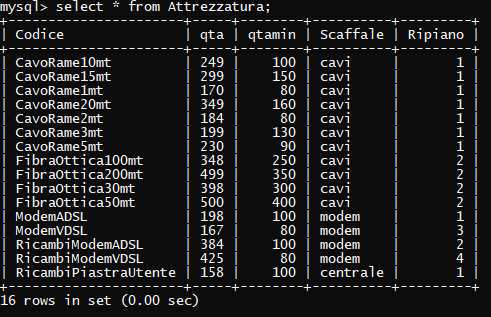 mysql> select * from Attrezzatura;
+---------------------+-----+--------+-----------+---------+
| Codice | qta | qtamin | Scaffale | Ripiano |
+---------------------+-----+--------+-----------+---------+
| CavoRame10mt | 249 | 100 | cavi | 1 |
| CavoRame15mt | 299 | 150 | cavi | 1 |
| CavoRame1mt | 170 | 80 | cavi | 1 |
| CavoRame20mt | 349 | 160 | cavi | 1 |
| CavoRame2mt | 184 | 80 | cavi | 1 |
| CavoRame3mt | 199 | 130 | cavi | 1 |
| CavoRame5mt | 230 | 90 | cavi | 1 |
| FibraOttica100mt | 348 | 250 | cavi | 2 |
| FibraOttica200mt | 499 | 350 | cavi | 2 |
| FibraOttica30mt | 398 | 300 | cavi | 2 |
| FibraOttica50mt | 500 | 400 | cavi | 2 |
| ModemADSL | 198 | 100 | modem | 1 |
| ModemVDSL | 167 | 80 | modem | 3 |
| RicambiModemADSL | 384 | 100 | modem | 2 |
| RicambiModemVDSL | 425 | 80 | modem | 4 |
| RicambiPiastraUtente | 158 | 100 | centrale | 1 |
+---------------------+-----+--------+-----------+---------+
16 rows in set (0.00 sec)